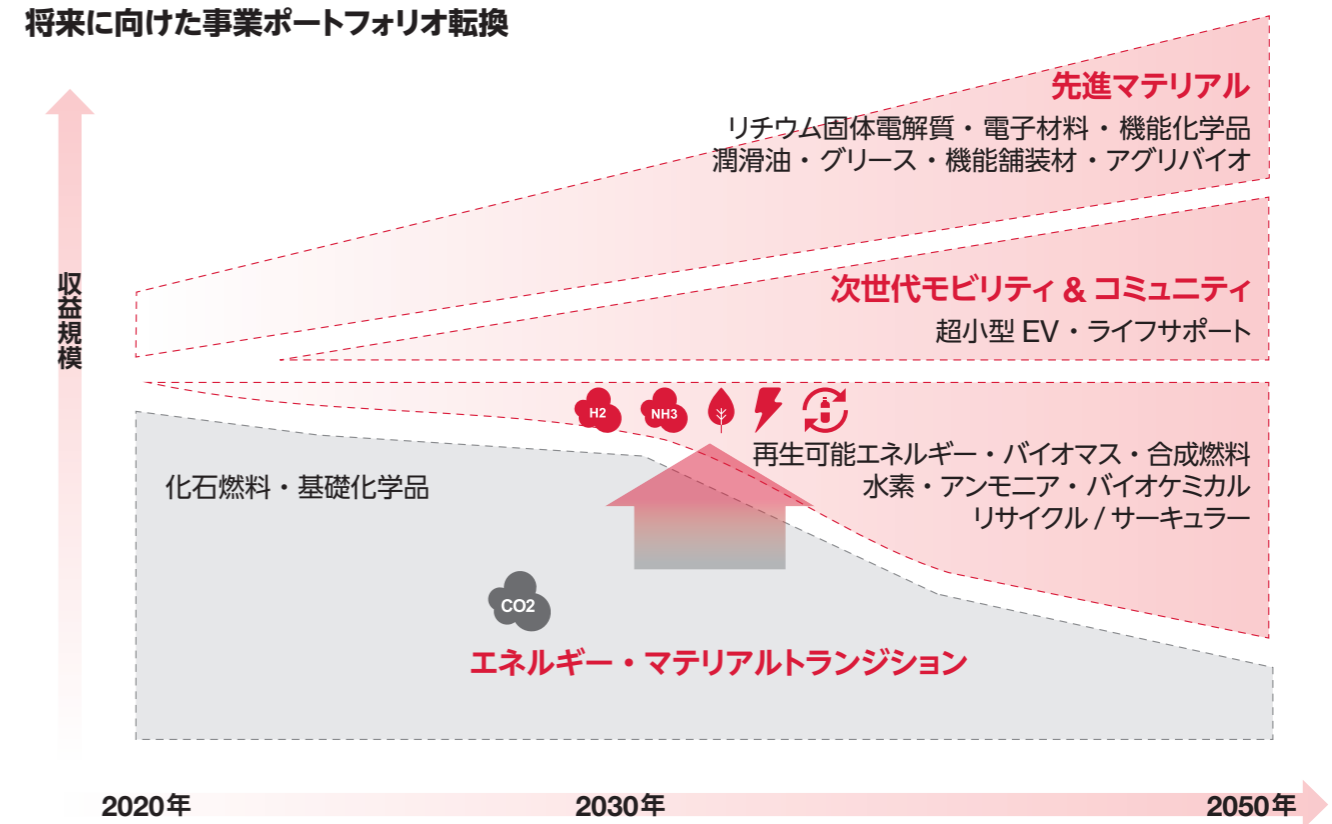 将来に向けた事業ポートフォリオ転換
収益規模
先進マテリアル
リチウム固体電解質・電子材料・機能化学品
潤滑油・グリース・機能舗装材・アグリバイオ
次世代モビリティ & コミュニティ
超小型 EV・ライフサポート
H2
NH3
再生可能エネルギー・バイオマス・合成燃料
水素・アンモニア・バイオケミカル
リサイクル / サーキュラー
化石燃料・基礎化学品
CO2
エネルギー・マテリアルトランジション
2020年
2030年
2050年